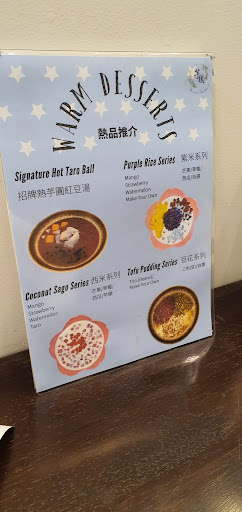 WARM DESSERTS
熱品推介
Signature Hot Taro Ball
招牌熱芋圓紅豆湯
Purple Rice Series 紫米系列
Mango
Strawberry
Watermelon
Make Your Own
Coconut Sago Series 西米系列
Mango
Strawberry
Watermelon
Taro
Tofu Pudding Series 豆花系列
Make Your Own